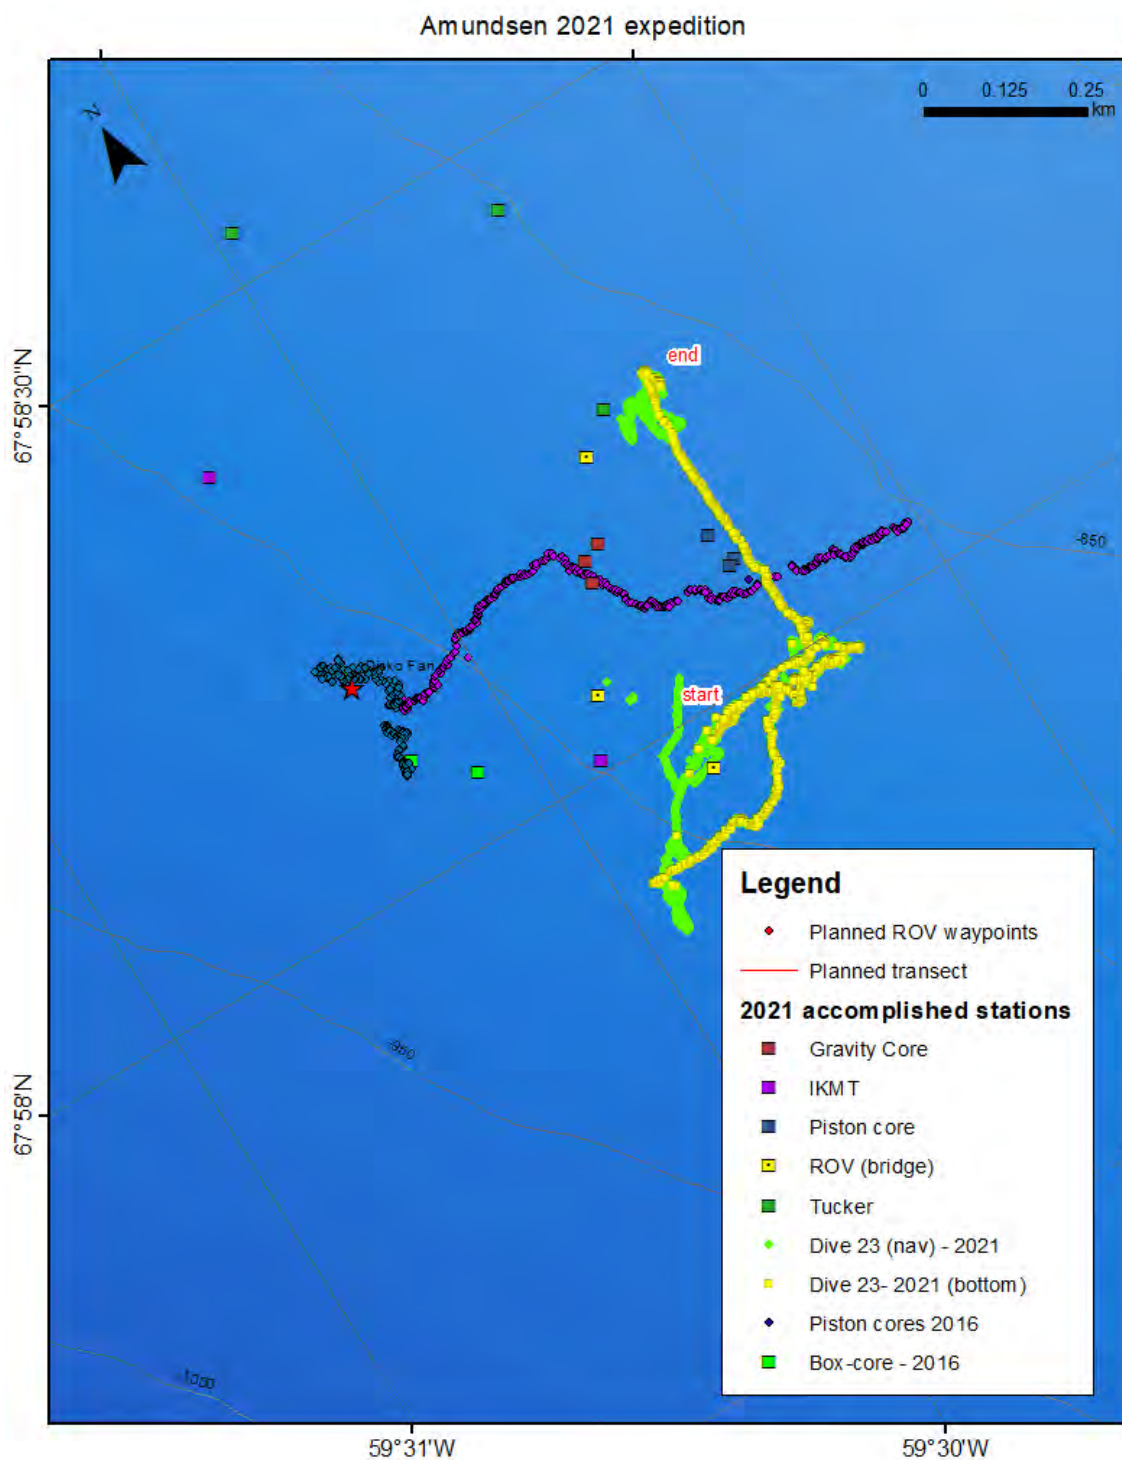 Amundsen 2021 expedition
N
0 0.125 0.25
km
67°58'30"N
end
-850
Disko Fan
start
67°58'N
-950
-1000
Legend
Planned ROV waypoints
Planned transect
2021 accomplished stations
Gravity Core
IKMT
Piston core
ROV (bridge)
Tucker
Dive 23 (nav) - 2021
Dive 23- 2021 (bottom)
Piston cores 2016
Box-core - 2016
59°31'W
59°30'W